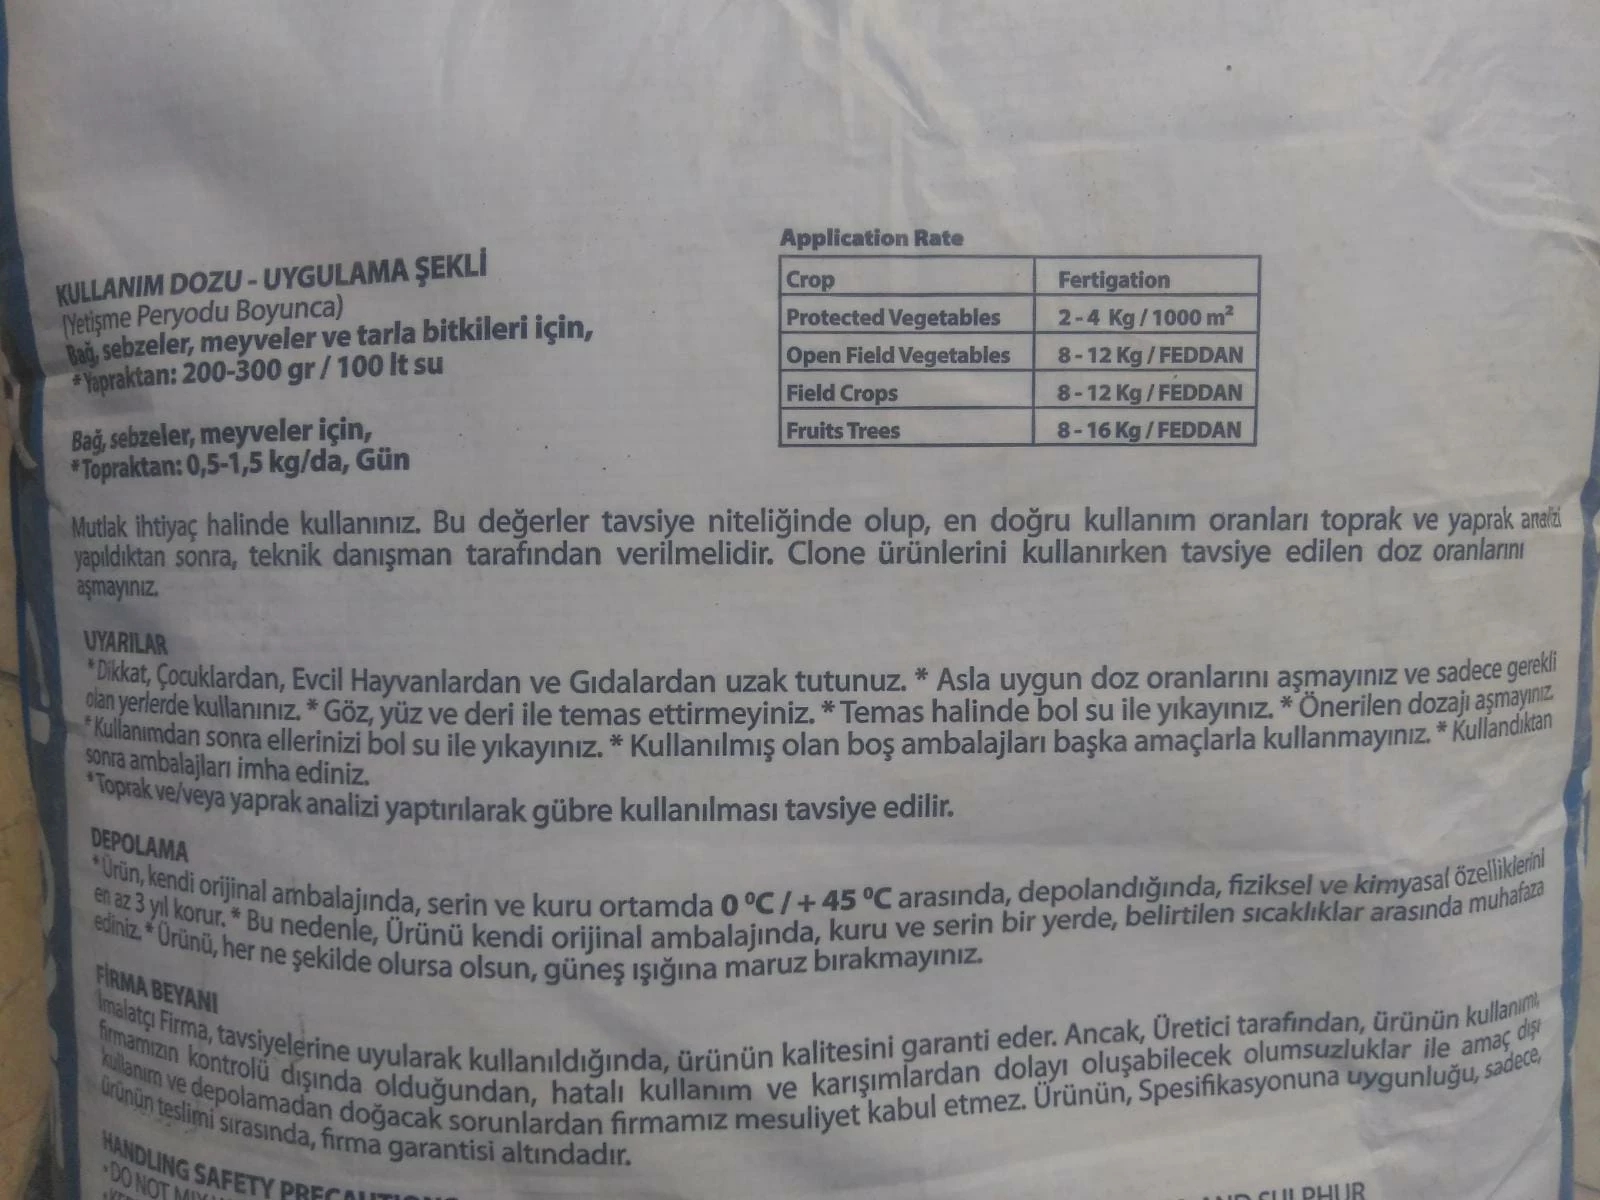 KULLANIM DOZU - UYGULAMA ŞEKLİ
(Yetişme Peryodu Boyunca)
Bağ, sebzeler, meyveler ve tarla bitkileri için,
*Yapraktan: 200-300 gr / 100 lt su
Bağ, sebzeler, meyveler için,
*Topraktan: 0,5-1,5 kg/da, Gün
Application Rate
Crop Fertigation
Protected Vegetables 2 - 4 Kg / 1000 m²
Open Field Vegetables 8 - 12 Kg / FEDDAN
Field Crops 8 - 12 Kg / FEDDAN
Fruits Trees 8 - 16 Kg / FEDDAN
Mutlak ihtiyaç halinde kullanınız. Bu değerler tavsiye niteliğinde olup, en doğru kullanım oranları toprak ve yaprak analizi
yapıldıktan sonra, teknik danışman tarafından verilmelidir. Clone ürünlerini kullanırken tavsiye edilen doz oranlarını
aşmayınız.
UYARILAR
*Dikkat, Çocuklardan, Evcil Hayvanlardan ve Gıdalardan uzak tutunuz. * Asla uygun doz oranlarını aşmayınız ve sadece gerekli
olan yerlerde kullanınız. * Göz, yüz ve deri ile temas ettirmeyiniz. * Temas halinde bol su ile yıkayınız. * Önerilen dozajı aşmayınız.
*Kullanımdan sonra ellerinizi bol su ile yıkayınız. * Kullanılmış olan boş ambalajları başka amaçlarla kullanmayınız. * Kullandıktan
sonra ambalajları imha ediniz.
*Toprak ve/veya yaprak analizi yaptırılarak gübre kullanılması tavsiye edilir.
DEPOLAMA
*Ürün, kendi orijinal ambalajında, serin ve kuru ortamda 0 ºC / + 45 ºC arasında, depolandığında, fiziksel ve kimyasal özelliklerini
en az 3 yıl korur. * Bu nedenle, Ürünü kendi orijinal ambalajında, kuru ve serin bir yerde, belirtilen sıcaklıklar arasında muhafaza
ediniz. * Ürünü, her ne şekilde olursa olsun, güneş ışığına maruz bırakmayınız.
FİRMA BEYANI
İmalatçı Firma, tavsiyelerine uyularak kullanıldığında, ürünün kalitesini garanti eder. Ancak, Üretici tarafından, ürünün kullanımı,
firmamızın kontrolü dışında olduğundan, hatalı kullanım ve karışımlardan dolayı oluşabilecek olumsuzluklar ile amaç dışı
kullanım ve depolamadan doğacak sorunlardan firmamız mesuliyet kabul etmez. Ürünün, Spesifikasyonuna uygunluğu, sadece,
ürünün teslimi sırasında, firma garantisi altındadır.
HANDLING SAFETY PRECAUTIONS
*DO NOT AND SULPHUR